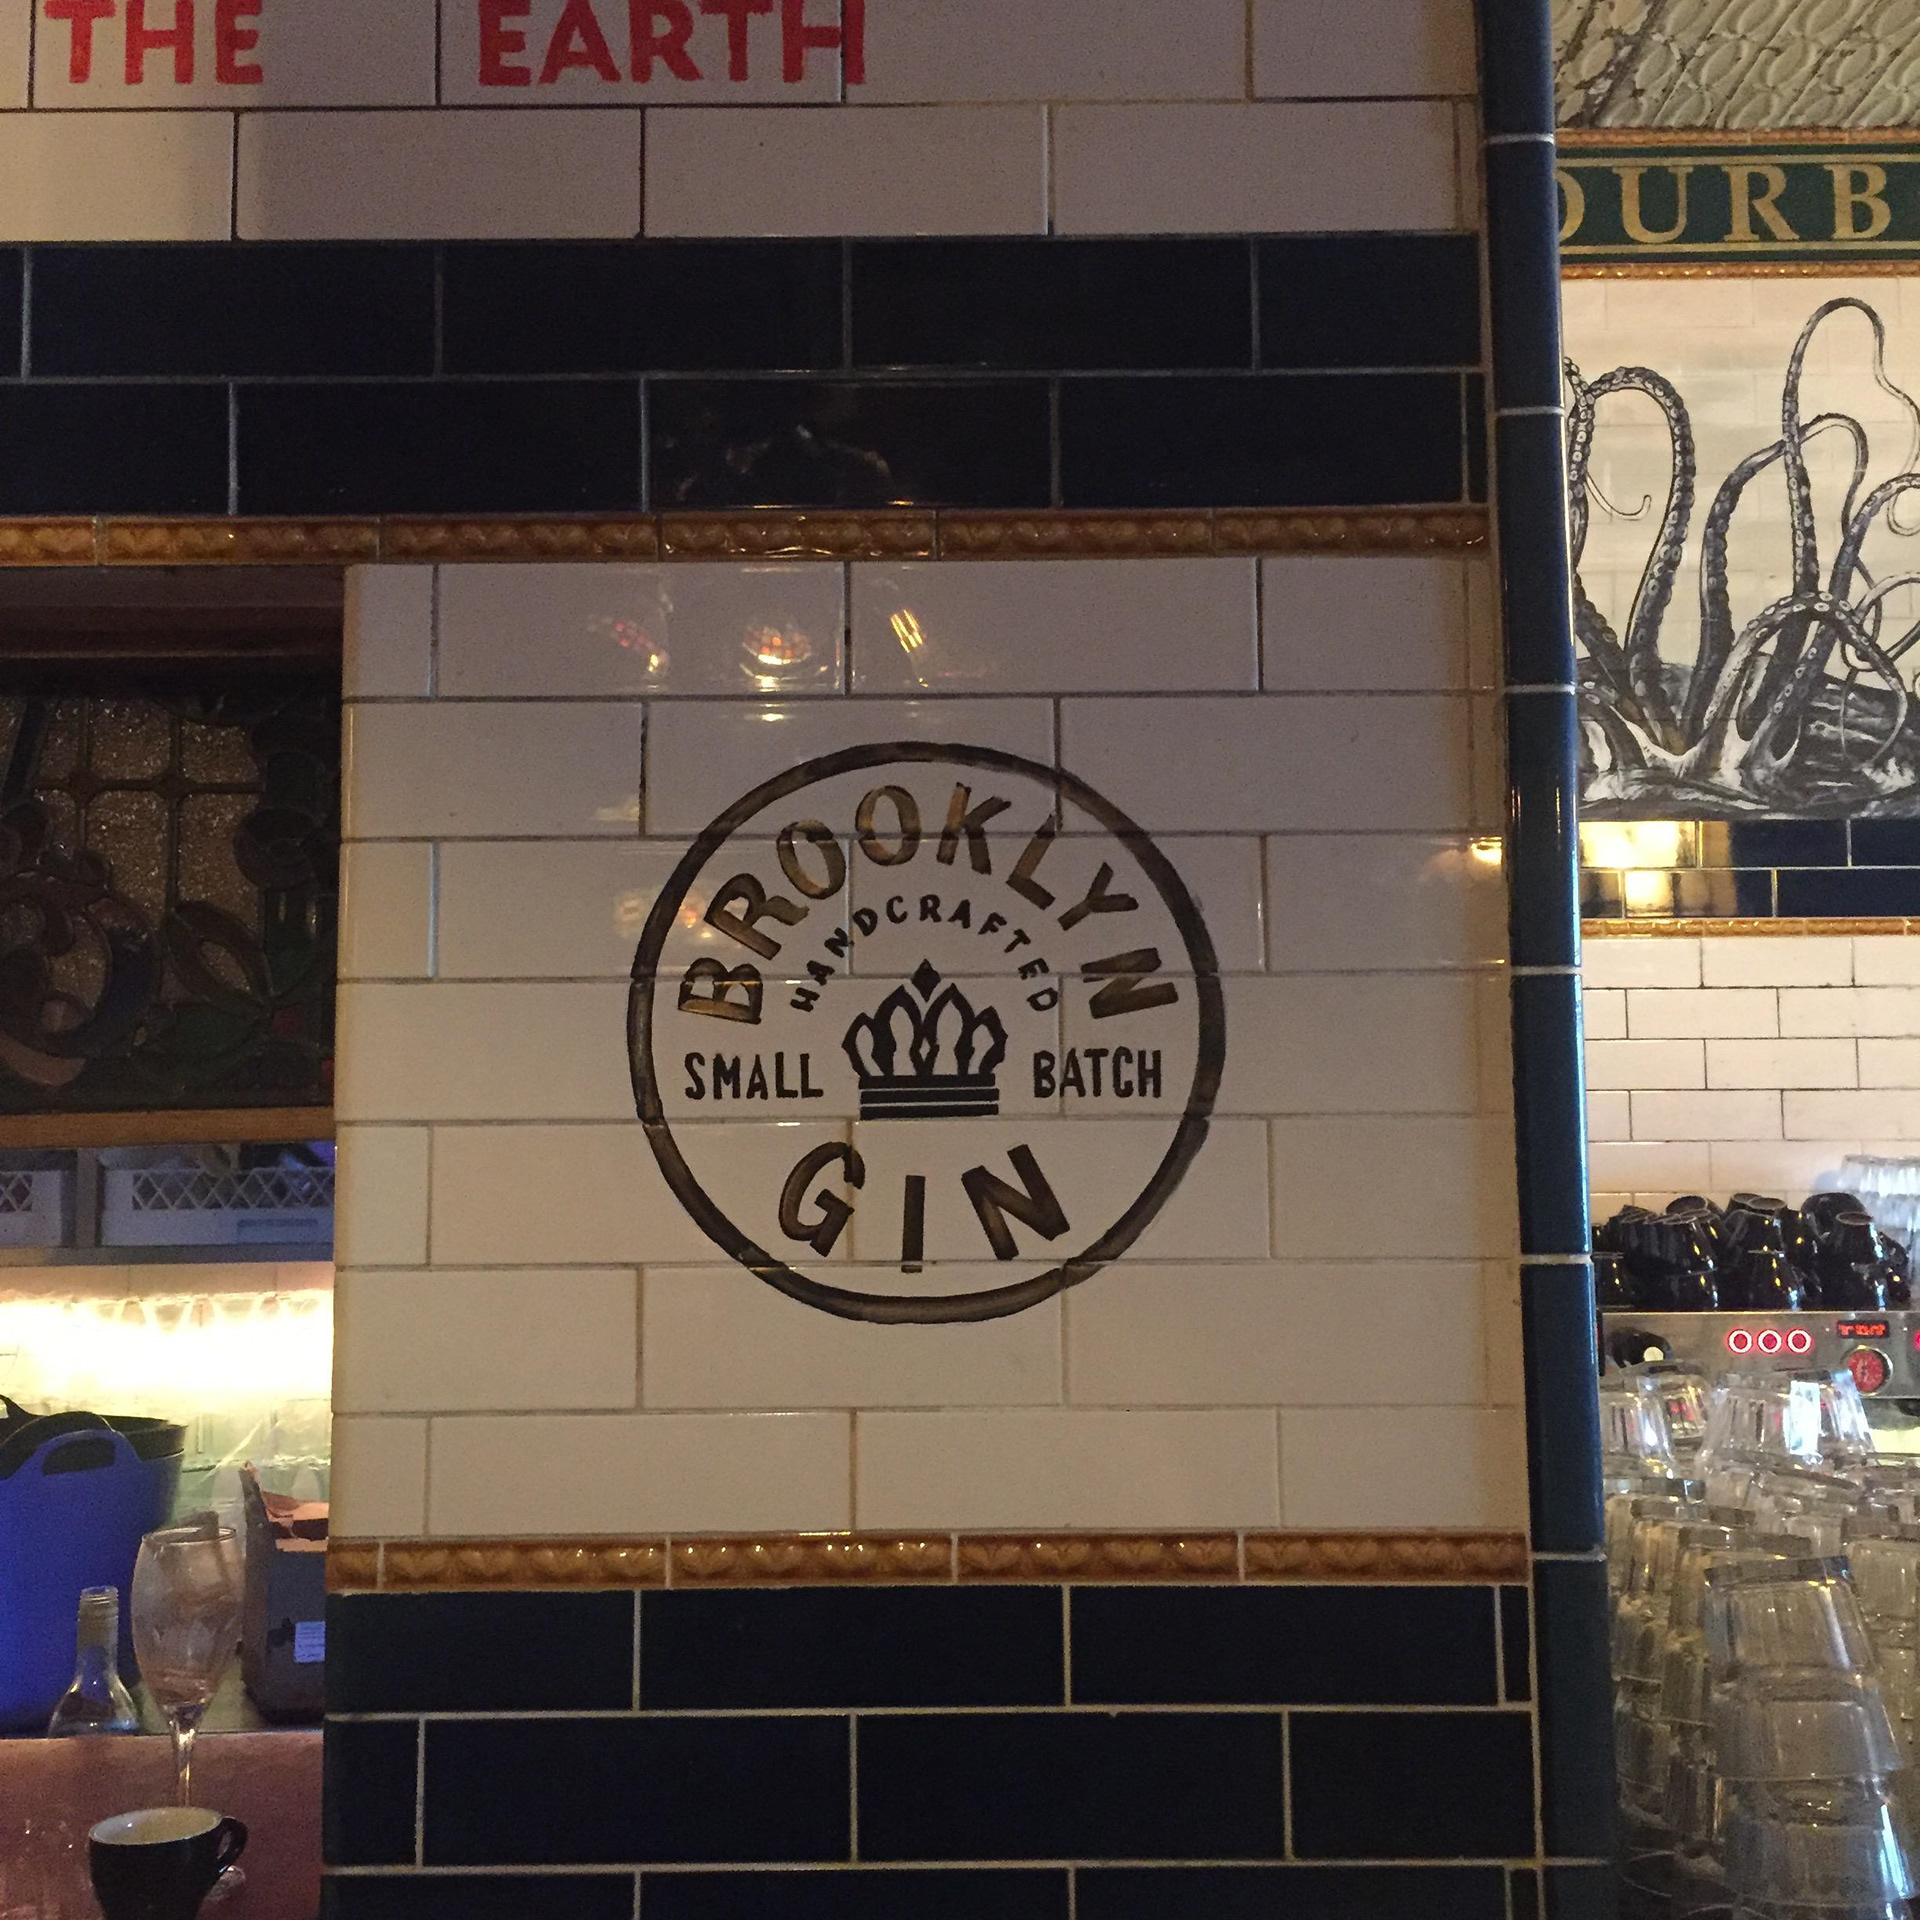 THE EARTH
OURB
BROOKLYN
HANDCRAFTED
SMALL BATCH
GIN